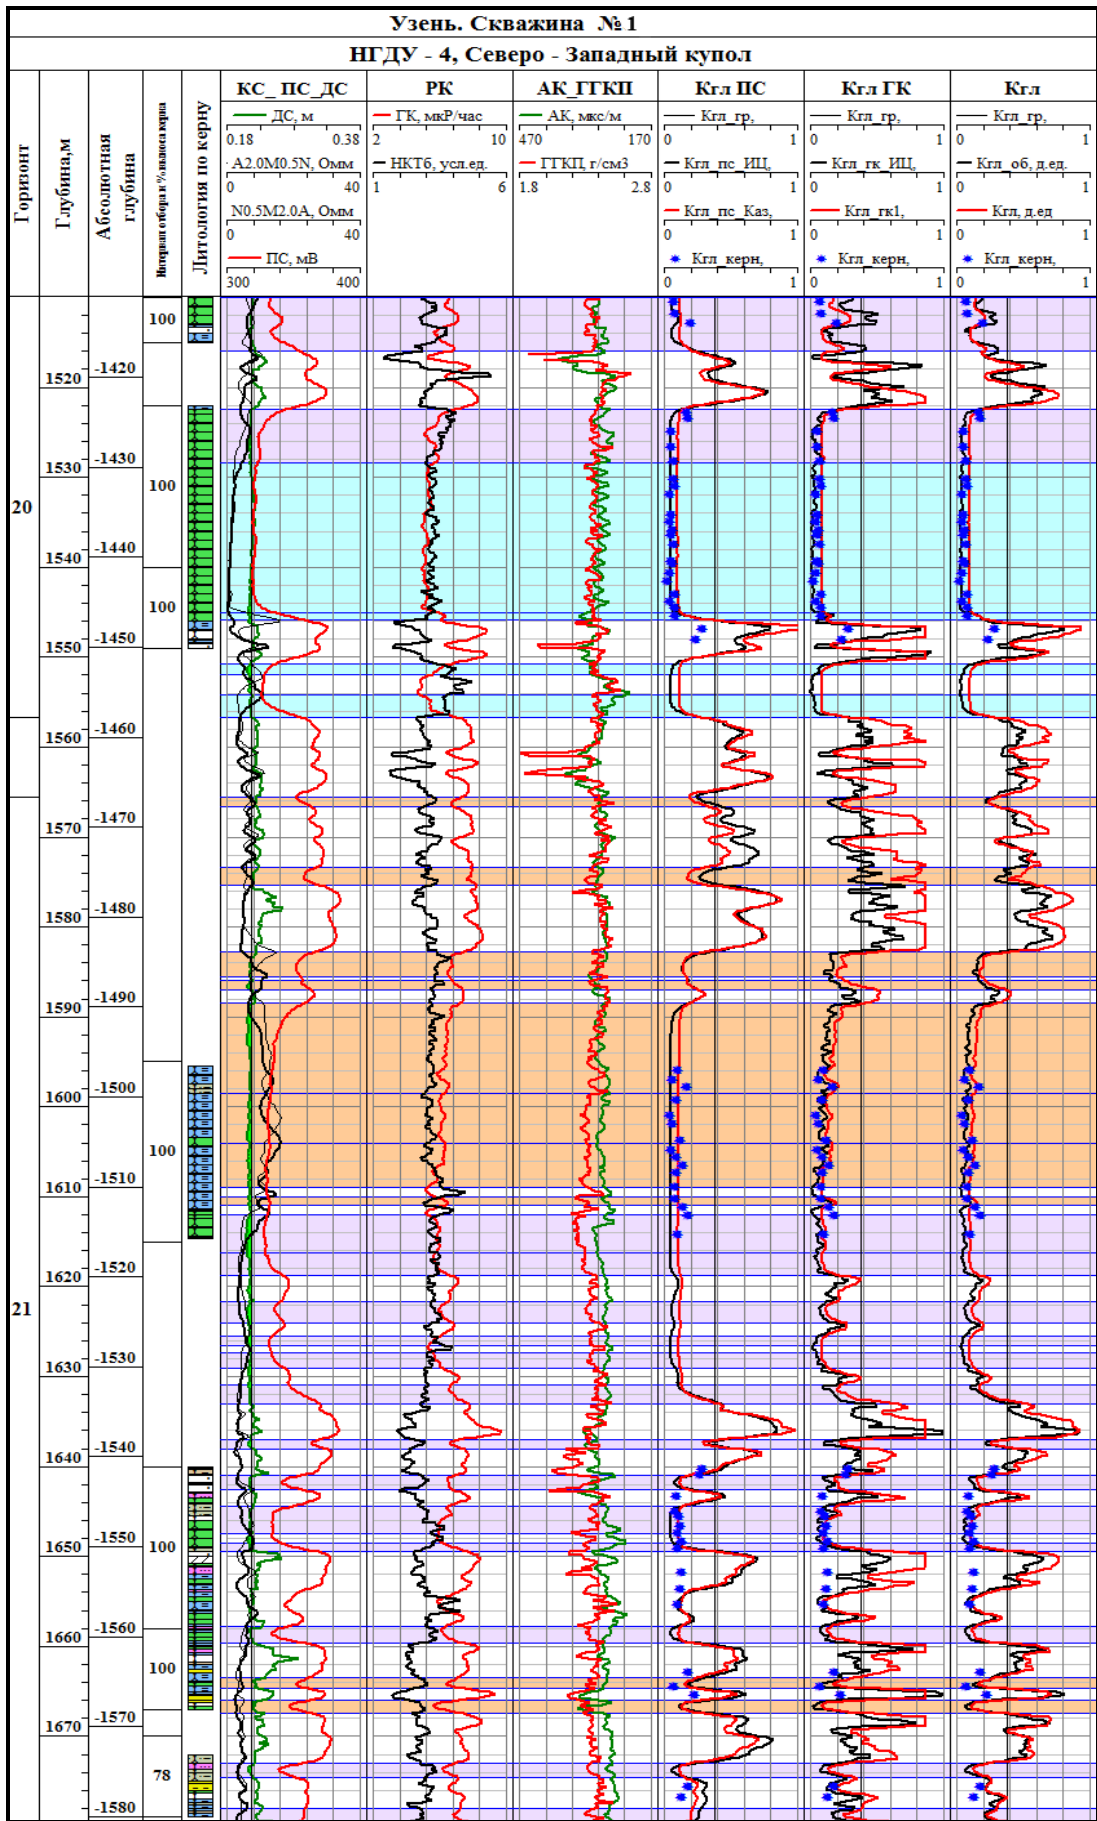 Узень. Скважина №1
НГДУ - 4, Северо - Западный купол
Горизонт
Глубина,м
Абсолютная глубина
Интервал отбора и % выноса керна
Литология по керну
КС_ ПС_ДС
РК
АК_ГГКП
Кгл ПС
Кгл ГК
Кгл
ДС, м
0.18 0.38
А2.0М0.5N, Омм
0 40
N0.5M2.0A, Омм
0 40
ПС, мВ
300 400
ГК, мкР/час
2 10
НКТб, усл.ед.
1 6
АК, мкс/м
470 170
ГГКП, г/см3
1.8 2.8
Кгл_гр,
0 1
Кгл_пс_ИЦ,
0 1
Кгл_пс_Каз,
0 1
Кгл_керн,
0 1
Кгл_гр,
0 1
Кгл_гк_ИЦ,
0 1
Кгл_гк1,
0 1
Кгл_керн,
0 1
Кгл_гр,
0 1
Кгл_об, д.ед.
0 1
Кгл, д.ед
0 1
Кгл_керн,
0 1
20
21
1520
1530
1540
1550
1560
1570
1580
1590
1600
1610
1620
1630
1640
1650
1660
1670
-1420
-1430
-1440
-1450
-1460
-1470
-1480
-1490
-1500
-1510
-1520
-1530
-1540
-1550
-1560
-1570
-1580
100
100
100
100
100
100
78